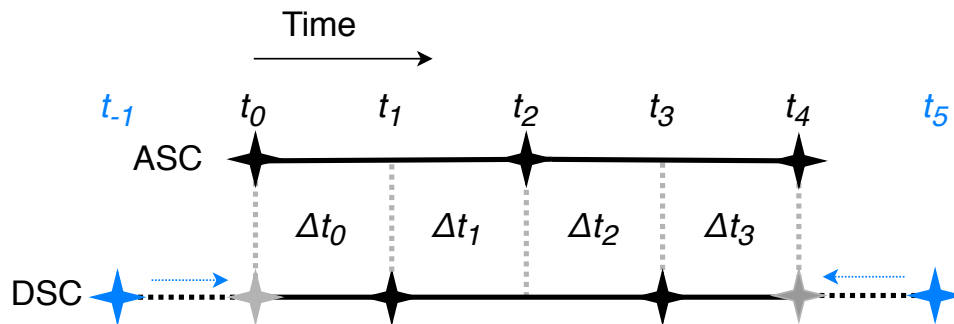 Time
t-1 t0 t1 t2 t3 t4 t5
ASC
Δt0 Δt1 Δt2 Δt3
DSC